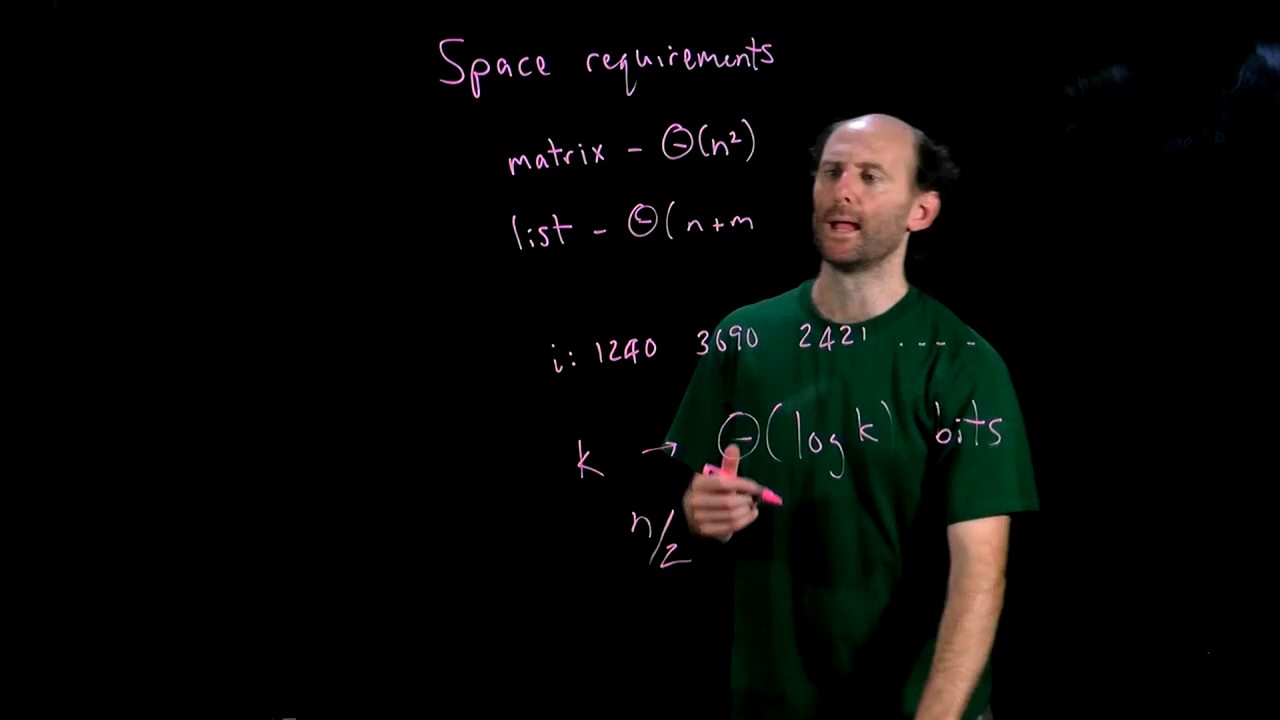 Space requirements
matrix - Θ(n²)
list - Θ(n+m
i: 1240 3690 2421 ....
k → Θ(log k) bits
n/2